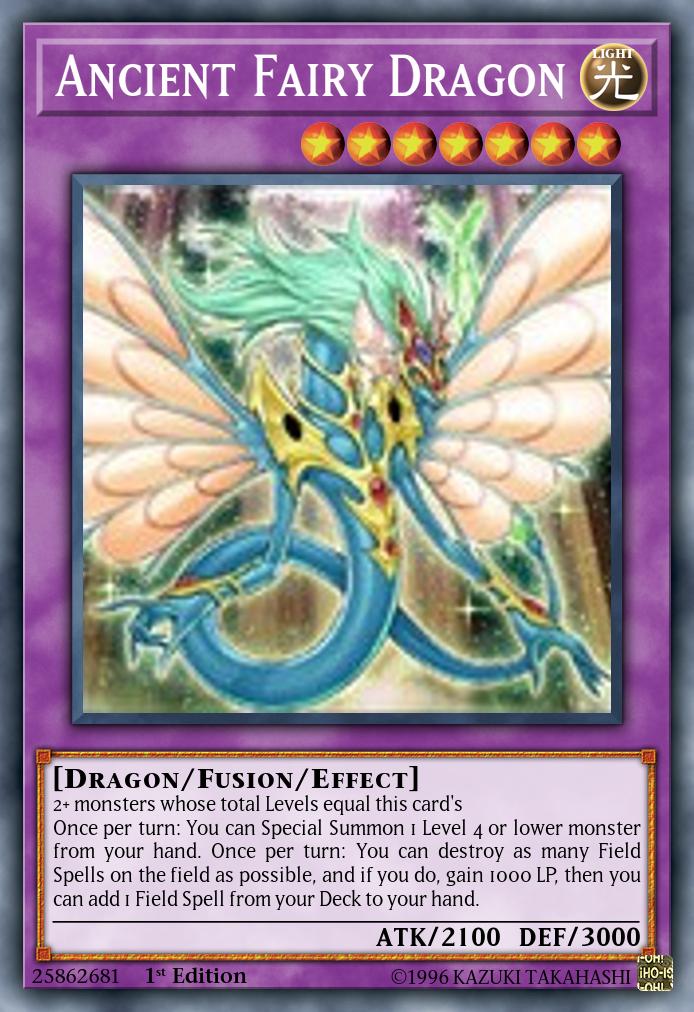 ANCIENT FAIRY DRAGON
LIGHT
光
[DRAGON/FUSION/EFFECT]
2+ monsters whose total Levels equal this card's
Once per turn: You can Special Summon 1 Level 4 or lower monster
from your hand. Once per turn: You can destroy as many Field
Spells on the field as possible, and if you do, gain 1000 LP, then you
can add 1 Field Spell from your Deck to your hand.
ATK/2100 DEF/3000
25862681 1st Edition ©1996 KAZUKI TAKAHASHI